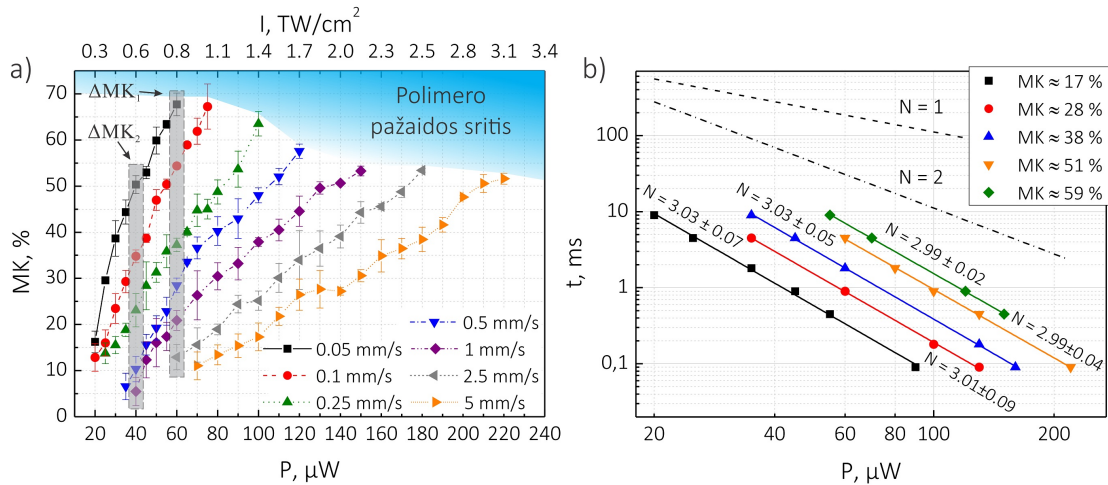 a)
I, TW/cm²
0.3 0.4 0.6 0.8 1.1 1.4 1.7 2.0 2.3 2.5 2.8 3.1 3.4
MK, %
70
60
50
40
30
20
10
0
ΔMK₁
ΔMK₂
Polimero
pažaidos sritis
0.05 mm/s
0.1 mm/s
0.25 mm/s
0.5 mm/s
1 mm/s
2.5 mm/s
5 mm/s
20 40 60 80 100 120 140 160 180 200 220 240
P, µW
b)
t, ms
100
10
1
0,1
N = 1
N = 2
MK ≈ 17 %
MK ≈ 28 %
MK ≈ 38 %
MK ≈ 51 %
MK ≈ 59 %
N = 3.03 ± 0.07
N = 3.03 ± 0.05
N = 2.99 ± 0.02
N = 2.99±0.04
N = 3.01±0.09
20 40 60 100 200
P, µW